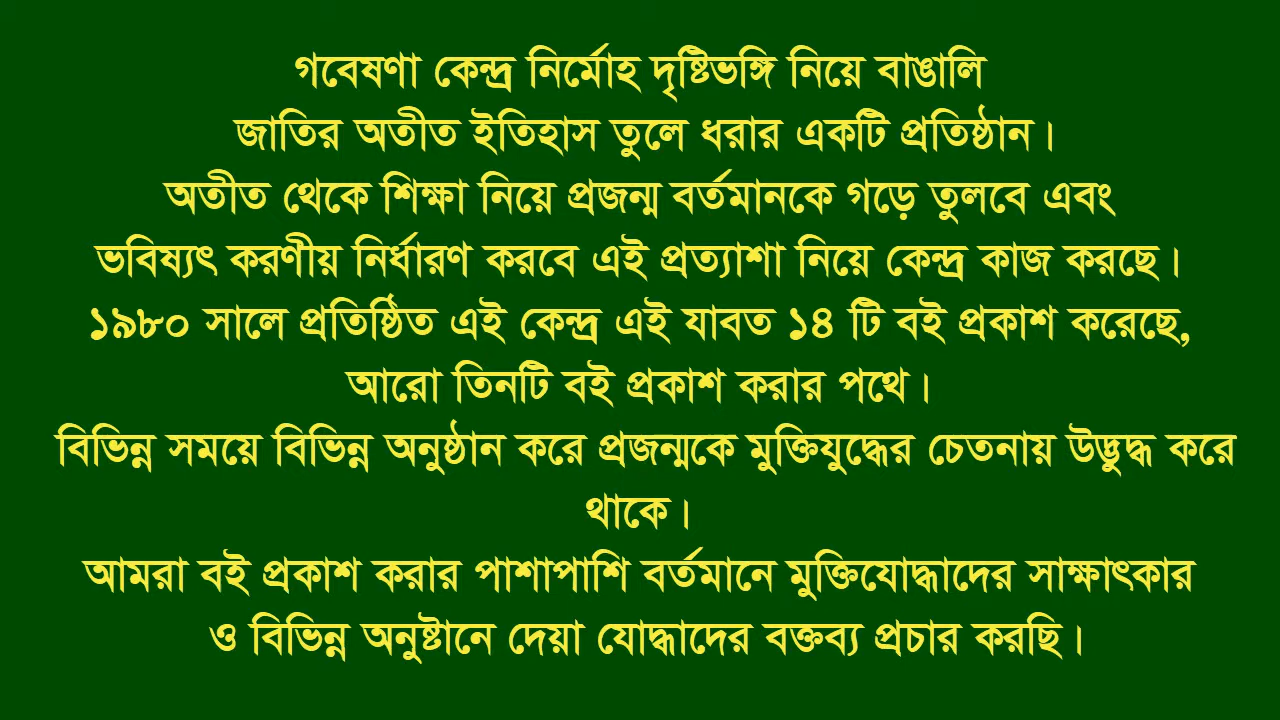 গবেষণা কেন্দ্র নির্মোহ দৃষ্টিভঙ্গি নিয়ে বাঙালি
জাতির অতীত ইতিহাস তুলে ধরার একটি প্রতিষ্ঠান।
অতীত থেকে শিক্ষা নিয়ে প্রজন্ম বর্তমানকে গড়ে তুলবে এবং
ভবিষ্যৎ করণীয় নির্ধারণ করবে এই প্রত্যাশা নিয়ে কেন্দ্র কাজ করছে।
১৯৮০ সালে প্রতিষ্ঠিত এই কেন্দ্র এই যাবত ১৪ টি বই প্রকাশ করেছে,
আরো তিনটি বই প্রকাশ করার পথে।
বিভিন্ন সময়ে বিভিন্ন অনুষ্ঠান করে প্রজন্মকে মুক্তিযুদ্ধের চেতনায় উদ্ভুদ্ধ করে
থাকে।
আমরা বই প্রকাশ করার পাশাপাশি বর্তমানে মুক্তিযোদ্ধাদের সাক্ষাৎকার
ও বিভিন্ন অনুষ্টানে দেয়া যোদ্ধাদের বক্তব্য প্রচার করছি।